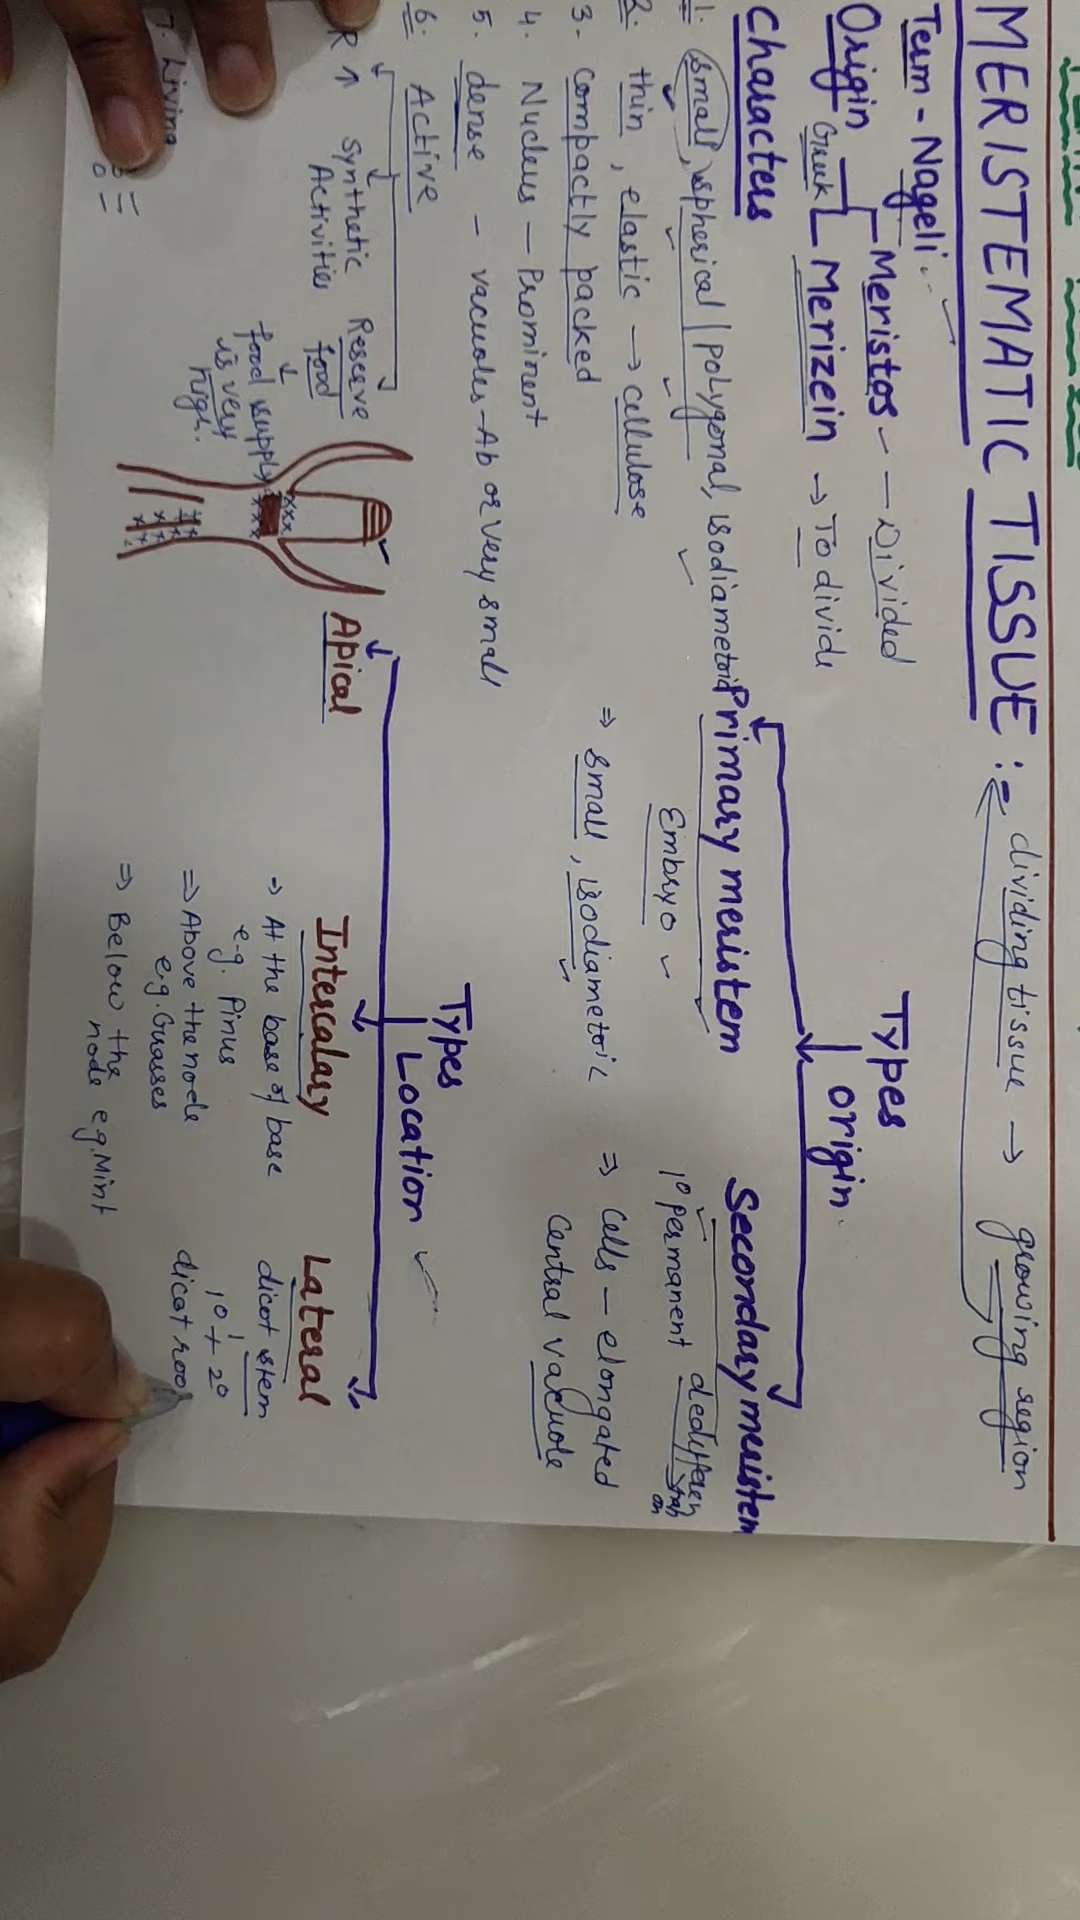 MERISTEMATIC TISSUE :- dividing tissue → growing region
Term - Nageli
Origin Meristos - Divided
Greek Merizein → To divide
Characters
1. small, spherical / polygonal, isodiametric
2. thin, elastic → cellulose
3. compactly packed
4. Nucleus - Prominent
5. dense - vacuoles - Ab or very small
6. Active
R ↑ Synthetic Activities Reserve food
food supply
is very
high.
7. Living
Types
Origin.
Primary meristem
Embryo
⇒ small, isodiametric
Secondary meristem
1° permanent dedifferen
⇒ cells - elongated
Central vacuole
Types
Location
Apical
Intercalary
→ At the base of base
e.g. Pinus
⇒ Above the node
e.g. Grasses
⇒ Below the
node e.g. Mint
Lateral
dicot stem
1° + 2°
dicot root